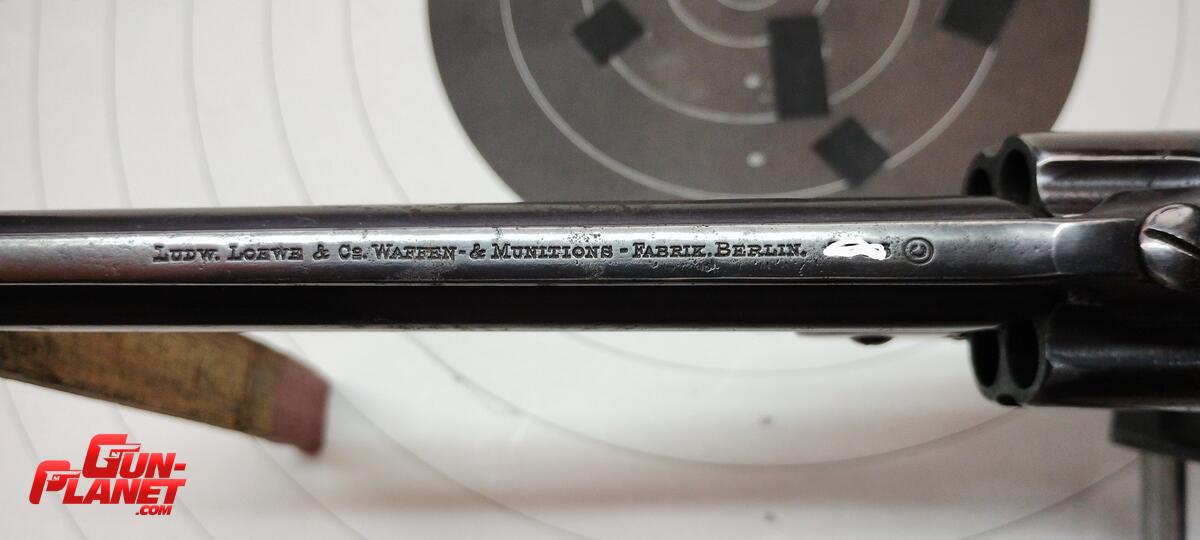 LUDW. LOEWE & Co. WAFFEN-& MUNITIONS-FABRIK. BERLIN. ©
GUN-
PLANET
.COM